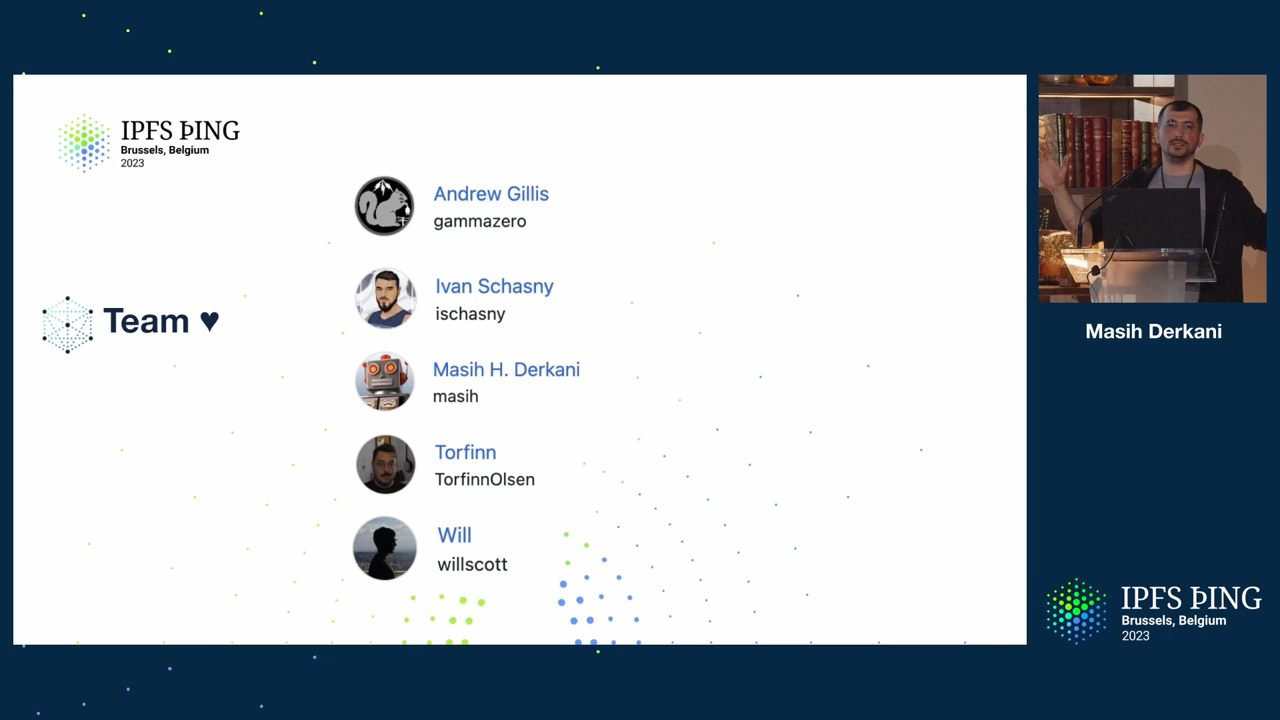 IPFS ÞING
Brussels, Belgium
2023
Team ♥
Andrew Gillis
gammazero
Ivan Schasny
ischasny
Masih H. Derkani
masih
Torfinn
TorfinnOlsen
Will
willscott
Masih Derkani
IPFS ÞING
Brussels, Belgium
2023